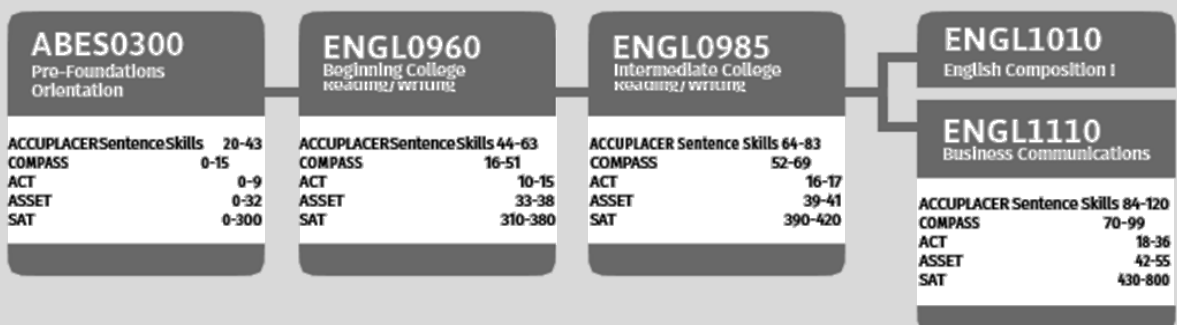 ABES0300
Pre-Foundations
Orientation
ACCUPLACER Sentence Skills 20-43
COMPASS 0-15
ACT 0-9
ASSET 0-32
SAT 0-300
ENGL0960
Beginning College
Reading/Writing
ACCUPLACER Sentence Skills 44-63
COMPASS 16-51
ACT 10-15
ASSET 33-38
SAT 310-380
ENGL0985
Intermediate College
Reading/Writing
ACCUPLACER Sentence Skills 64-83
COMPASS 52-69
ACT 16-17
ASSET 39-41
SAT 390-420
ENGL1010
English Composition I
ENGL1110
Business Communications
ACCUPLACER Sentence Skills 84-120
COMPASS 70-99
ACT 18-36
ASSET 42-55
SAT 430-800